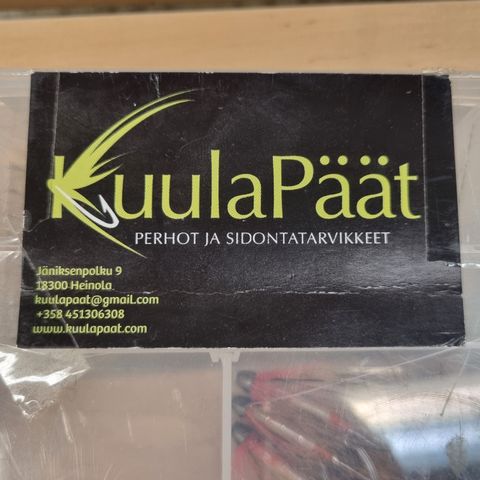 KuulaPäät
PERHOT JA SIDONTATARVIKKEET
Jäniksenpolku 9
18300 Heinola
kuulapaat@gmail.com
+358 451306308
www.kuulapaat.com